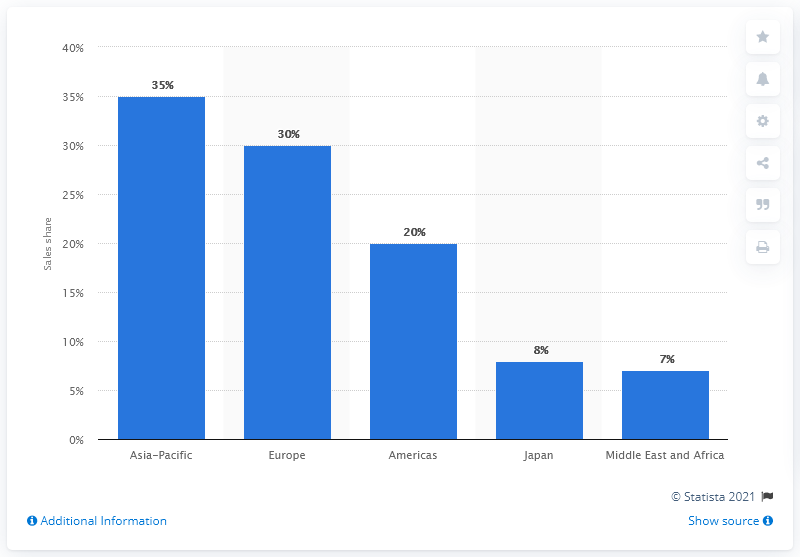 40%
35%
30%
25%
20%
15%
10%
5%
0%
Sales share
35%
30%
20%
8%
7%
Asia-Pacific
Europe
Americas
Japan
Middle East and Africa
© Statista 2021
Additional Information
Show source